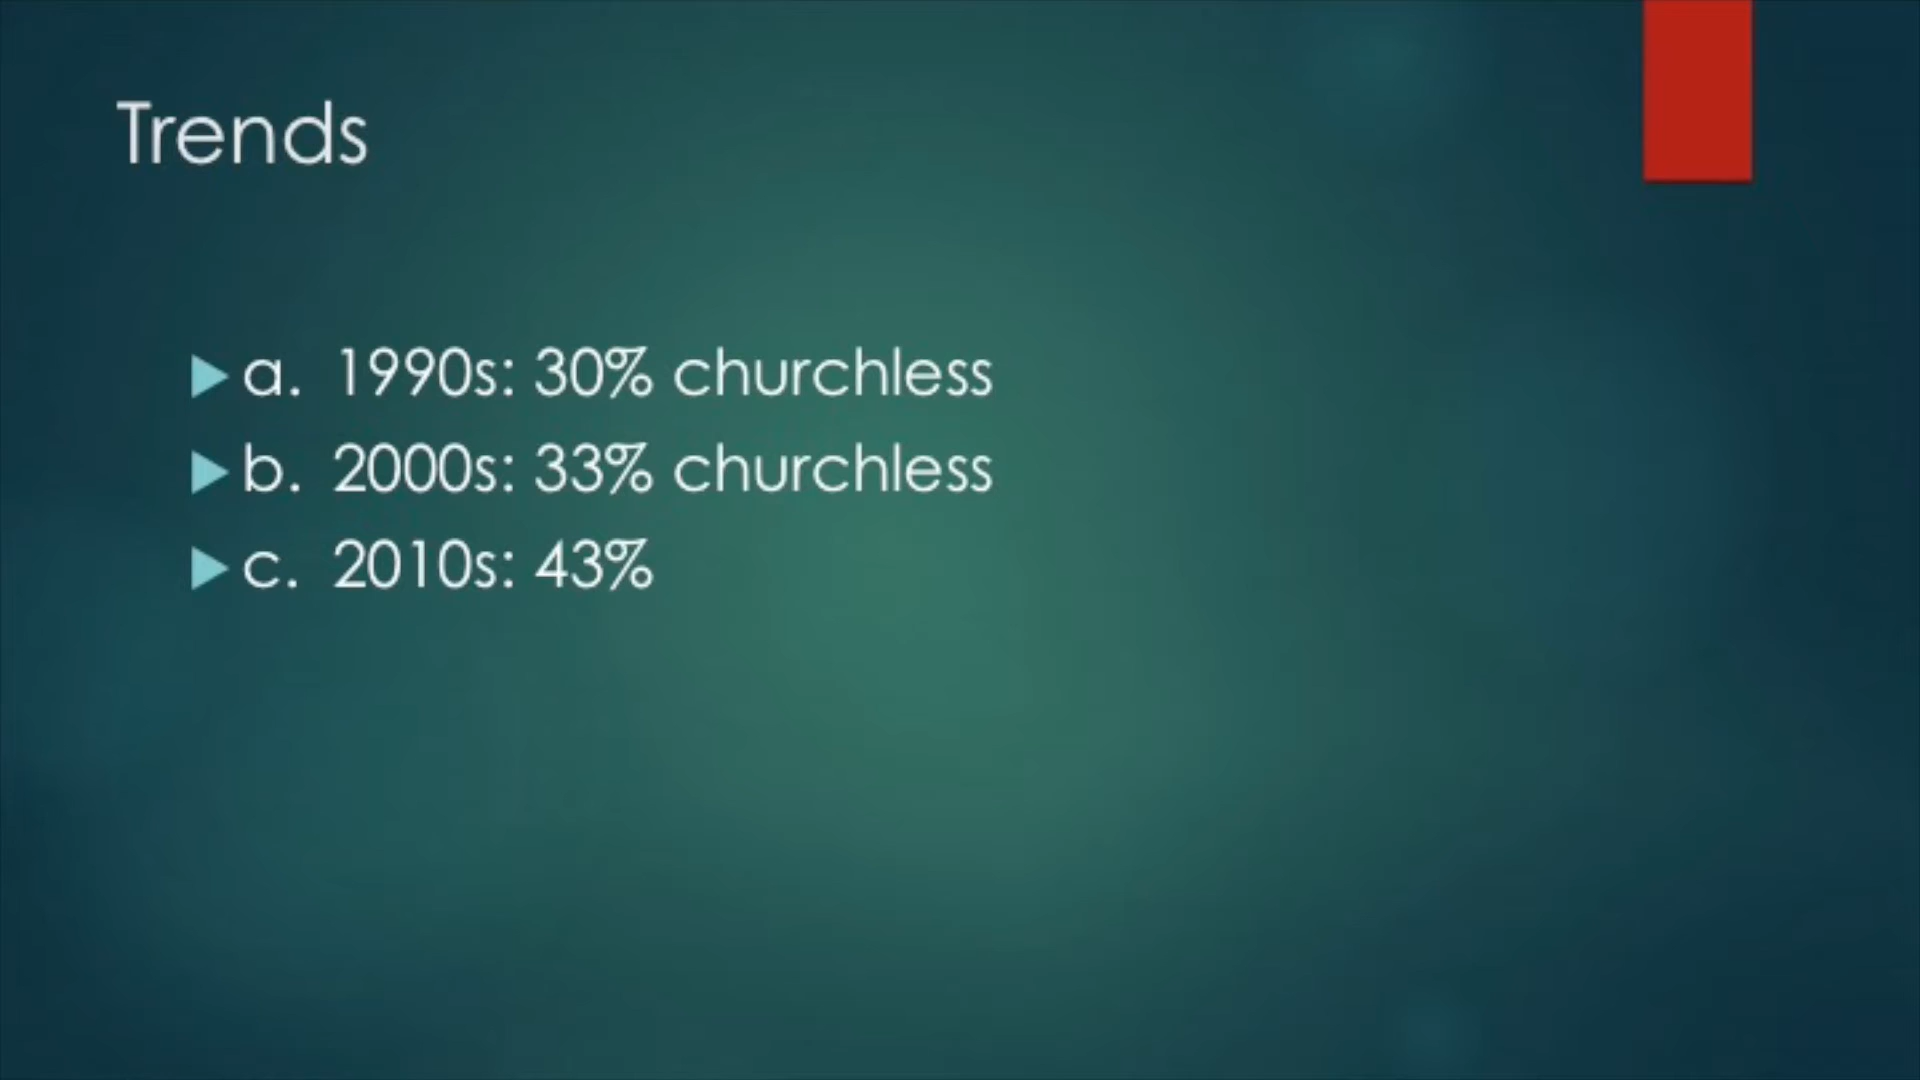 Trends
a. 1990s: 30% churchless
b. 2000s: 33% churchless
c. 2010s: 43%